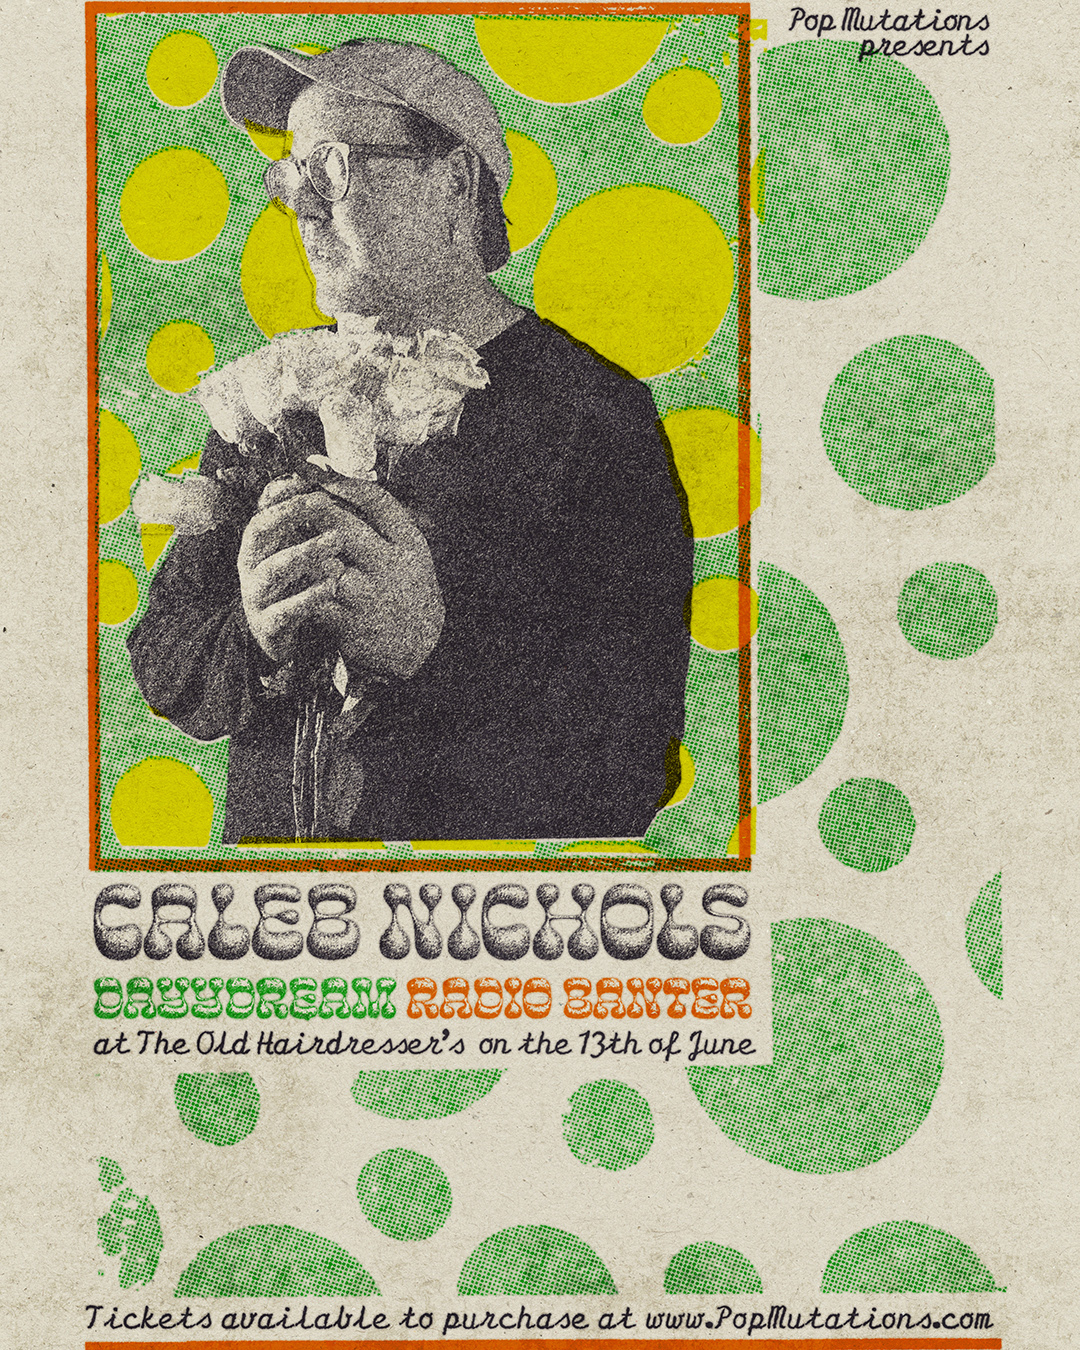 Pop Mutations
presents
CALEB NICHOLS
DAYYDREAM RADIO BANTER
at The Old Hairdresser's on the 13th of June
Tickets available to purchase at www.PopMutations.com